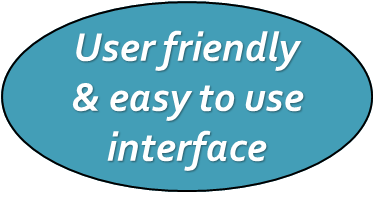 User friendly
& easy to use
interface